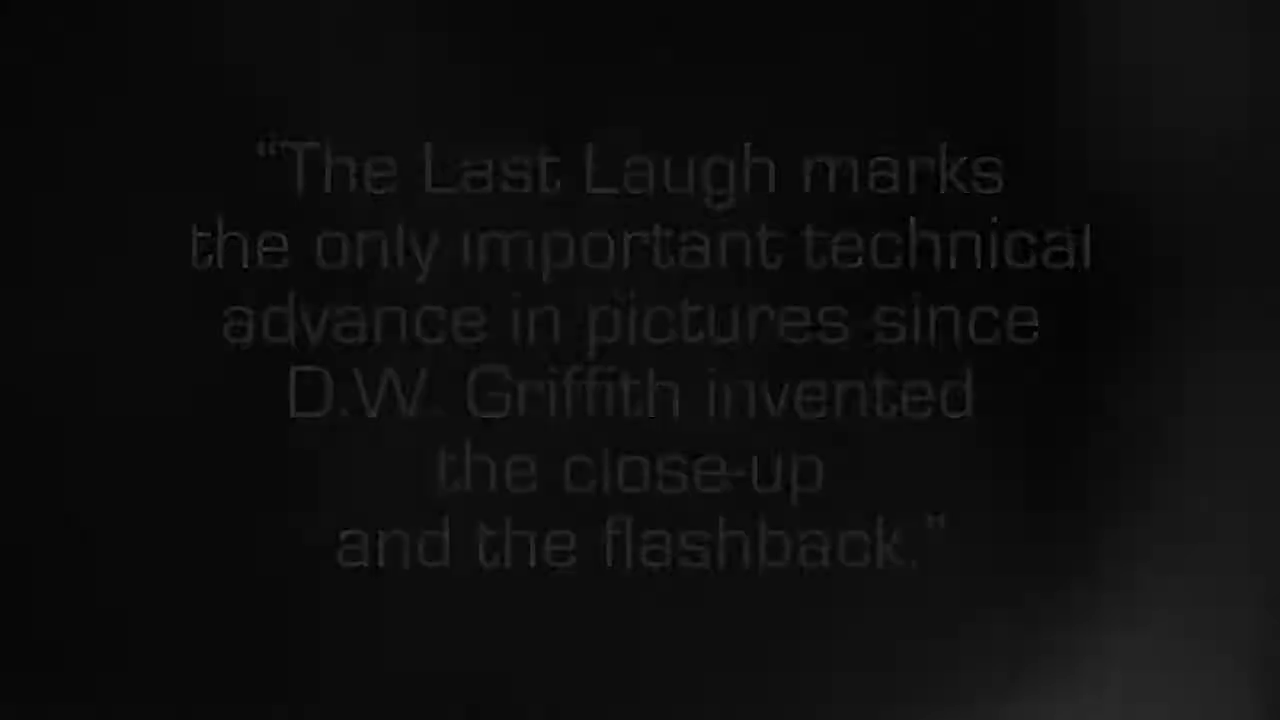 “The Last Laugh marks
the only important technical
advance in pictures since
D.W. Griffith invented
the close-up
and the flashback.”